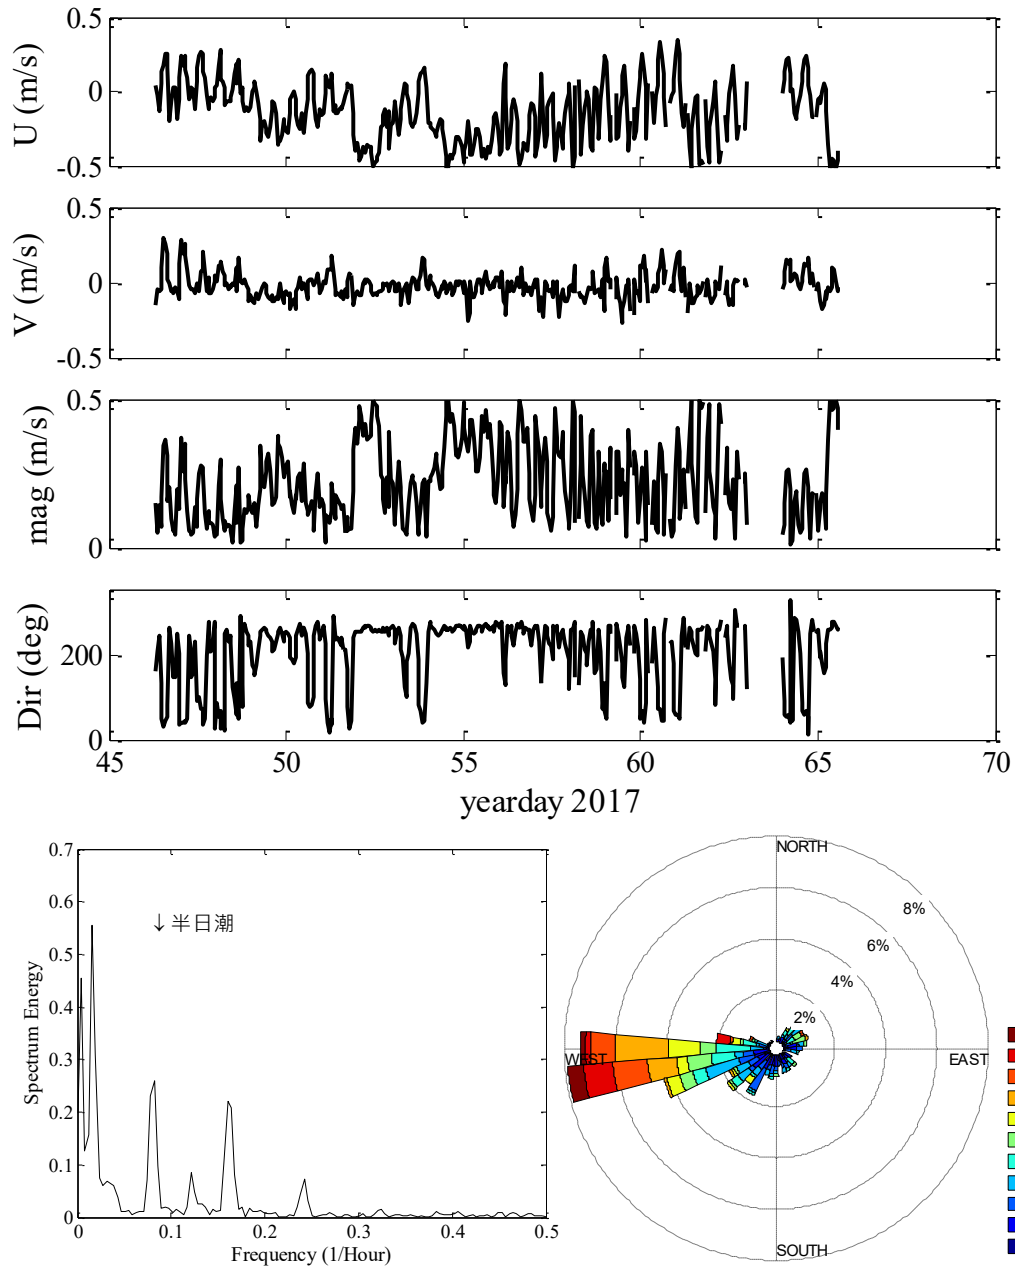 0.5
0
-0.5
U (m/s)
0.5
0
-0.5
V (m/s)
0.5
0
mag (m/s)
200
0
Dir (deg)
45 50 55 60 65 70
yearday 2017
0.7
0.6
0.5
0.4
0.3
0.2
0.1
0
Spectrum Energy
↓半日潮
0 0.1 0.2 0.3 0.4 0.5
Frequency (1/Hour)
NORTH
8%
6%
4%
2%
WEST
EAST
SOUTH